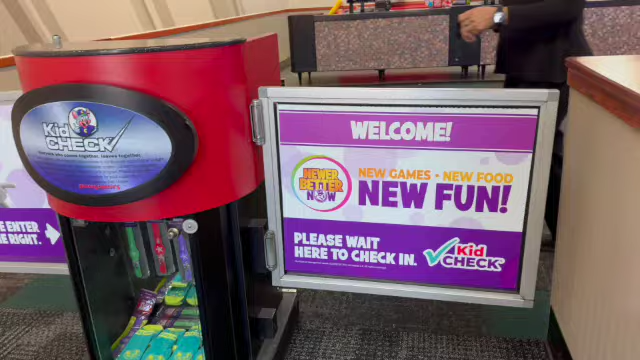 Kid
CHECK
E ENTER
RIGHT.
WELCOME!
NEWER
BETTER
NOW
NEW GAMES • NEW FOOD
NEW FUN!
PLEASE WAIT
HERE TO CHECK IN.
Kid
CHECK